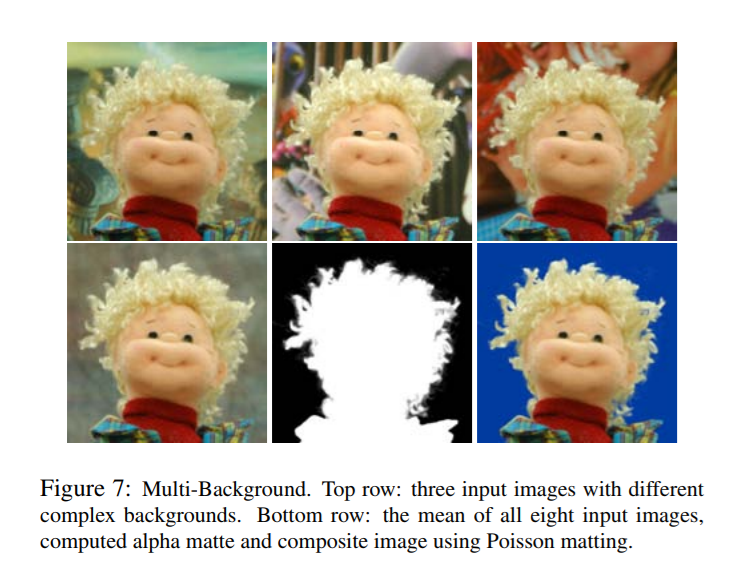 Figure 7: Multi-Background. Top row: three input images with different
complex backgrounds. Bottom row: the mean of all eight input images,
computed alpha matte and composite image using Poisson matting.